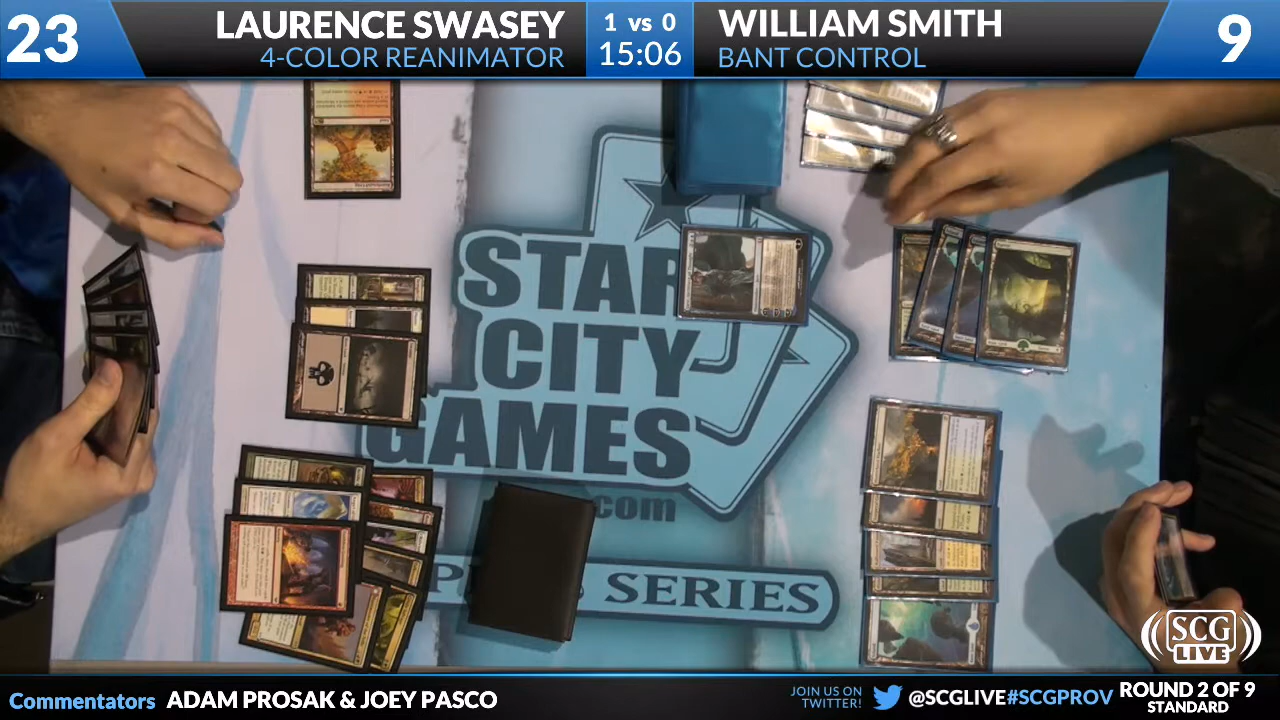 23
LAURENCE SWASEY
4-COLOR REANIMATOR
1 vs 0
15:06
WILLIAM SMITH
BANT CONTROL
9
STAR
CITY
GAMES
.com
SERIES
SCG
LIVE
Commentators ADAM PROSAK & JOEY PASCO
JOIN US ON
TWITTER!
@SCGLIVE#SCGPROV
ROUND 2 OF 9
STANDARD